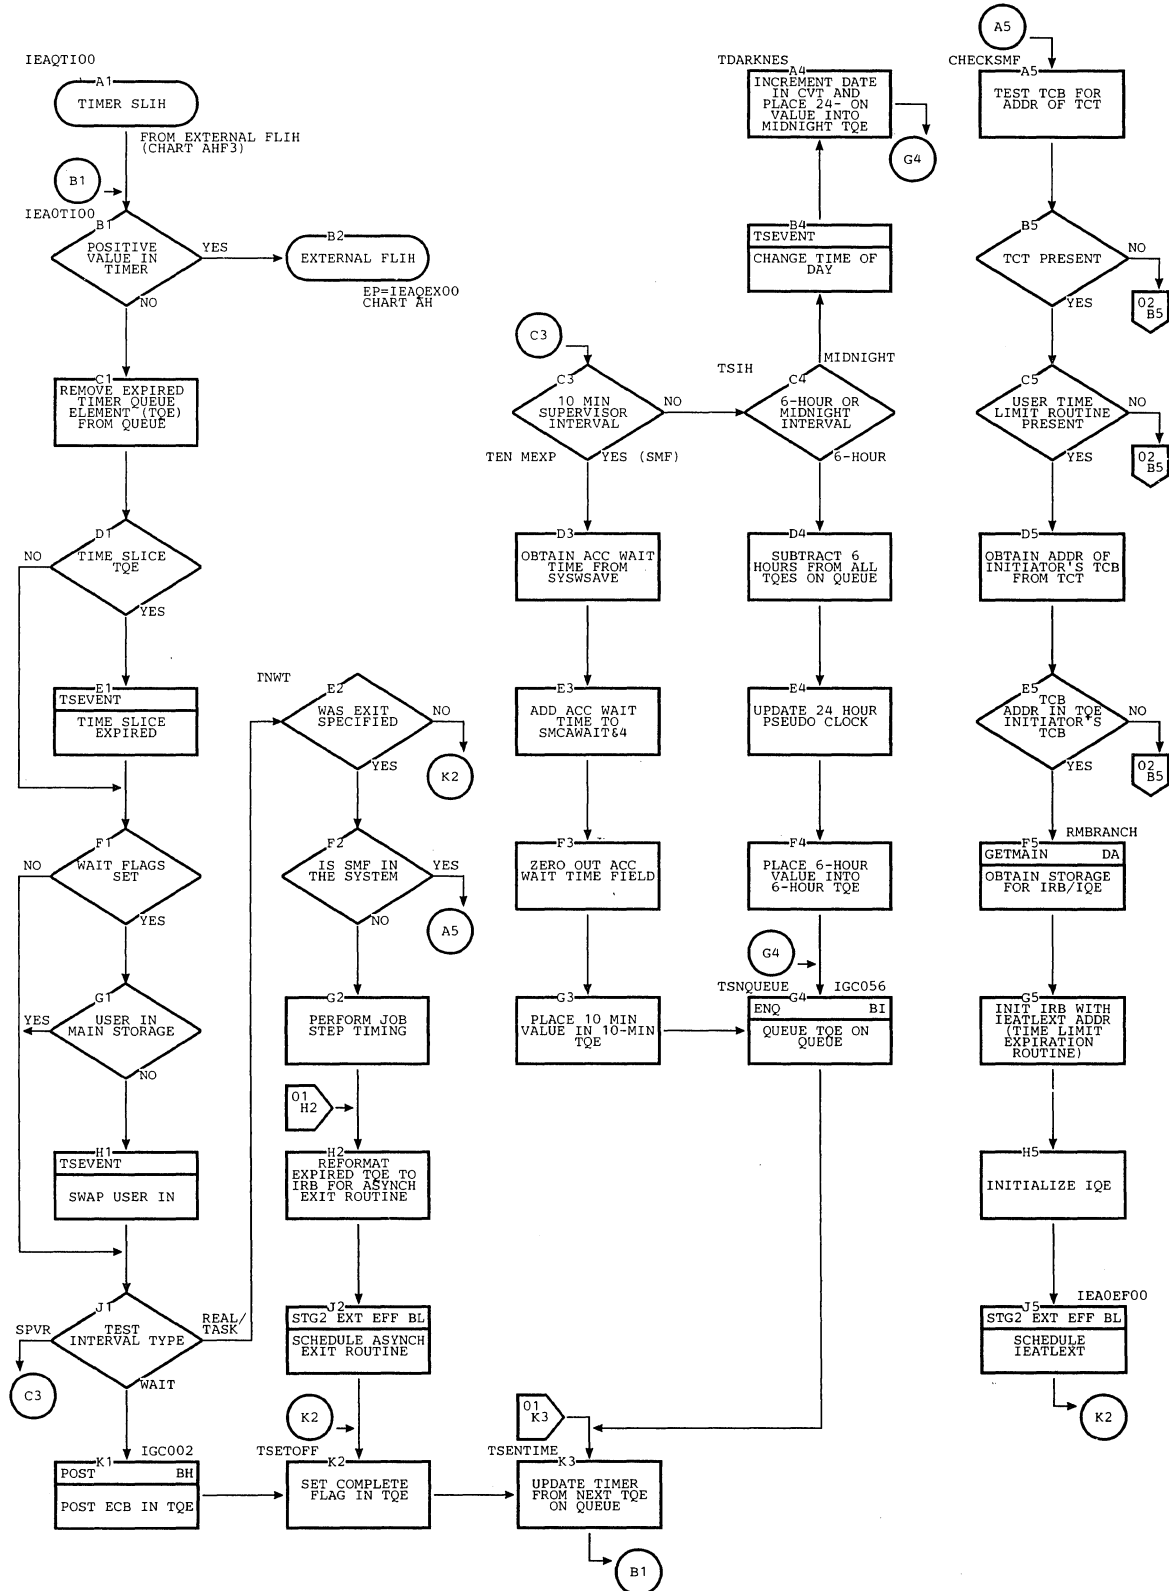 IEAQTI00
A1
TIMER SLIH
FROM EXTERNAL FLIH
(CHART AHF3)
B1
IEA0TI00
B1
POSITIVE
VALUE IN
TIMER
YES
NO
B2
EXTERNAL FLIH
EP=IEAQEX00
CHART AH
C1
REMOVE EXPIRED
TIMER QUEUE
ELEMENT (TQE)
FROM QUEUE
D1
TIME SLICE
TQE
NO
YES
E1
TSEVENT
TIME SLICE
EXPIRED
F1
WAIT FLAGS
SET
NO
YES
G1
USER IN
MAIN STORAGE
YES
NO
H1
TSEVENT
SWAP USER IN
J1
TEST
INTERVAL TYPE
SPVR
REAL/
TASK
WAIT
C3
IGC002
K1
POST BH
POST ECB IN TQE
TNWT
E2
WAS EXIT
SPECIFIED
NO
YES
K2
F2
IS SMF IN
THE SYSTEM
YES
NO
A5
G2
PERFORM JOB
STEP TIMING
01
H2
H2
REFORMAT
EXPIRED TQE TO
IRB FOR ASYNCH
EXIT ROUTINE
J2
STG2 EXT EFF BL
SCHEDULE ASYNCH
EXIT ROUTINE
K2
TSETOFF
K2
SET COMPLETE
FLAG IN TQE
C3
C3
10 MIN
SUPERVISOR
INTERVAL
NO
TEN MEXP
YES (SMF)
D3
OBTAIN ACC WAIT
TIME FROM
SYSWSAVE
E3
ADD ACC WAIT
TIME TO
SMCAWAIT&4
F3
ZERO OUT ACC
WAIT TIME FIELD
G3
PLACE 10 MIN
VALUE IN 10-MIN
TQE
01
K3
TSENTIME
K3
UPDATE TIMER
FROM NEXT TQE
ON QUEUE
B1
TDARKNES
A4
INCREMENT DATE
IN CVT AND
PLACE 24- ON
VALUE INTO
MIDNIGHT TQE
G4
B4
TSEVENT
CHANGE TIME OF
DAY
MIDNIGHT
TSIH
C4
6-HOUR OR
MIDNIGHT
INTERVAL
6-HOUR
D4
SUBTRACT 6
HOURS FROM ALL
TQES ON QUEUE
E4
UPDATE 24 HOUR
PSEUDO CLOCK
F4
PLACE 6-HOUR
VALUE INTO
6-HOUR TQE
G4
TSNQUEUE
IGC056
G4
ENQ BI
QUEUE TQE ON
QUEUE
A5
CHECKSMF
A5
TEST TCB FOR
ADDR OF TCT
B5
TCT PRESENT
NO
YES
02
B5
C5
USER TIME
LIMIT ROUTINE
PRESENT
NO
YES
02
B5
D5
OBTAIN ADDR OF
INITIATOR'S TCB
FROM TCT
E5
TCB
ADDR IN TQE
INITIATOR'S
TCB
NO
YES
02
B5
RMBRANCH
F5
GETMAIN DA
OBTAIN STORAGE
FOR IRB/IQE
G5
INIT IRB WITH
IEATLEXT ADDR
(TIME LIMIT
EXPIRATION
ROUTINE)
H5
INITIALIZE IQE
IEA0EF00
J5
STG2 EXT EFF BL
SCHEDULE
IEATLEXT
K2